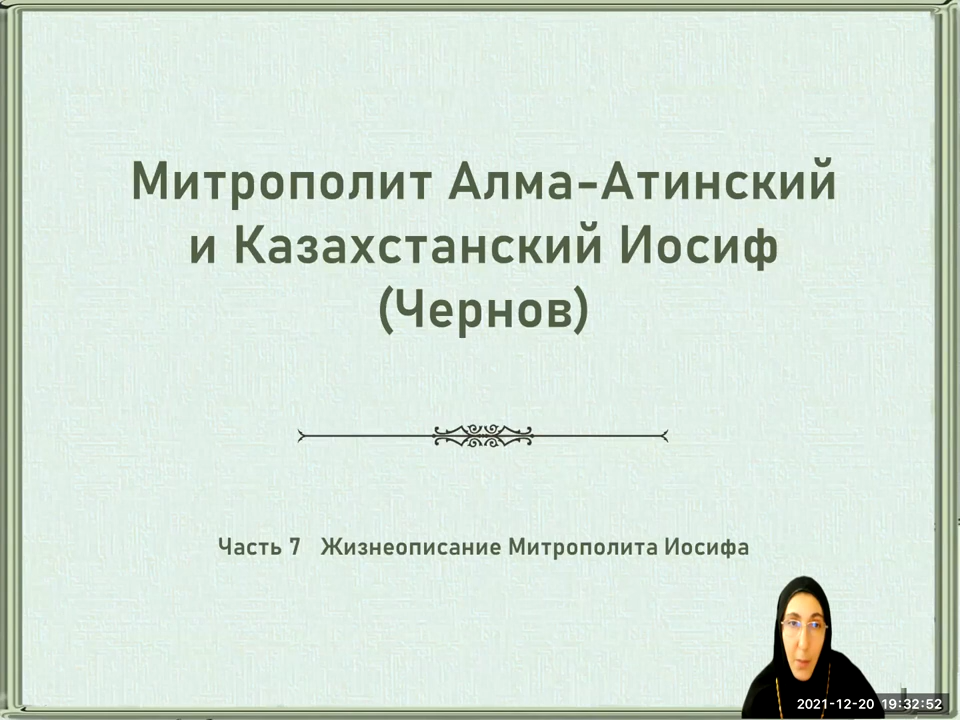 Митрополит Алма-Атинский
и Казахстанский Иосиф
(Чернов)
Часть 7 Жизнеописание Митрополита Иосифа
2021-12-20 19:32:52